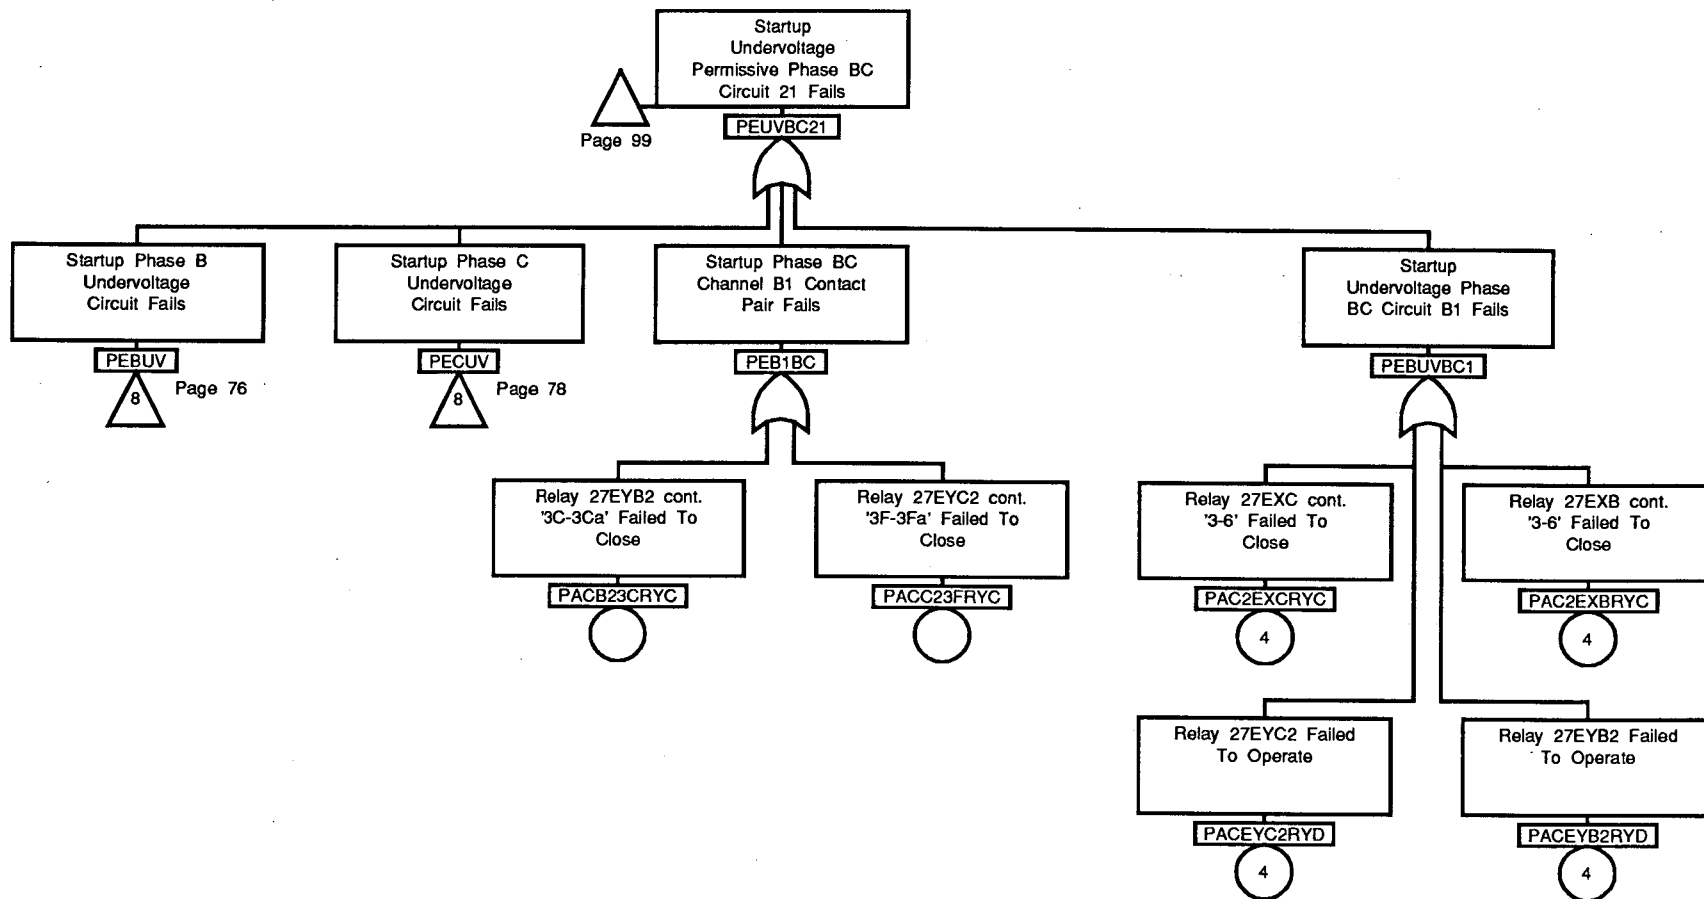 Startup
Undervoltage
Permissive Phase BC
Circuit 21 Fails
Page 99
PEUVBC21
Startup Phase B
Undervoltage
Circuit Fails
PEBUV
8
Page 76
Startup Phase C
Undervoltage
Circuit Fails
PECUV
8
Page 78
Startup Phase BC
Channel B1 Contact
Pair Fails
PEB1BC
Startup
Undervoltage Phase
BC Circuit B1 Fails
PEBUVBC1
Relay 27EYB2 cont.
'3C-3Ca' Failed To
Close
PACB23CRYC
Relay 27EYC2 cont.
'3F-3Fa' Failed To
Close
PACC23FRYC
Relay 27EXC cont.
'3-6' Failed To
Close
PAC2EXCRYC
4
Relay 27EXB cont.
'3-6' Failed To
Close
PAC2EXBRYC
4
Relay 27EYC2 Failed
To Operate
PACEYC2RYD
4
Relay 27EYB2 Failed
To Operate
PACEYB2RYD
4